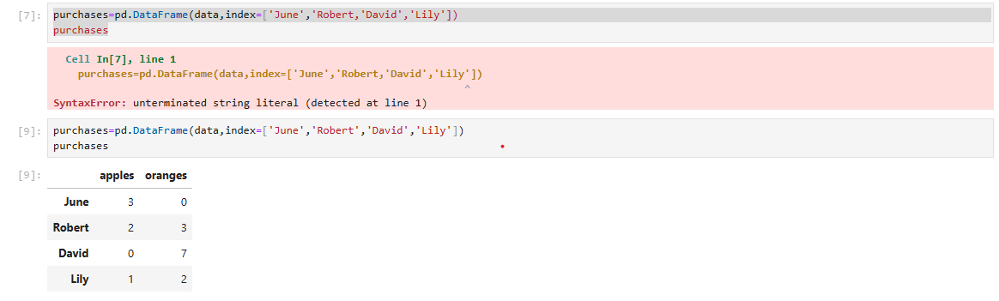 [7]: purchases=pd.DataFrame(data,index=['June','Robert,'David','Lily'])
purchases
Cell In[7], line 1
purchases=pd.DataFrame(data,index=['June','Robert,'David','Lily'])
^
SyntaxError: unterminated string literal (detected at line 1)
[9]: purchases=pd.DataFrame(data,index=['June','Robert','David','Lily'])
purchases
[9]: apples oranges
June 3 0
Robert 2 3
David 0 7
Lily 1 2